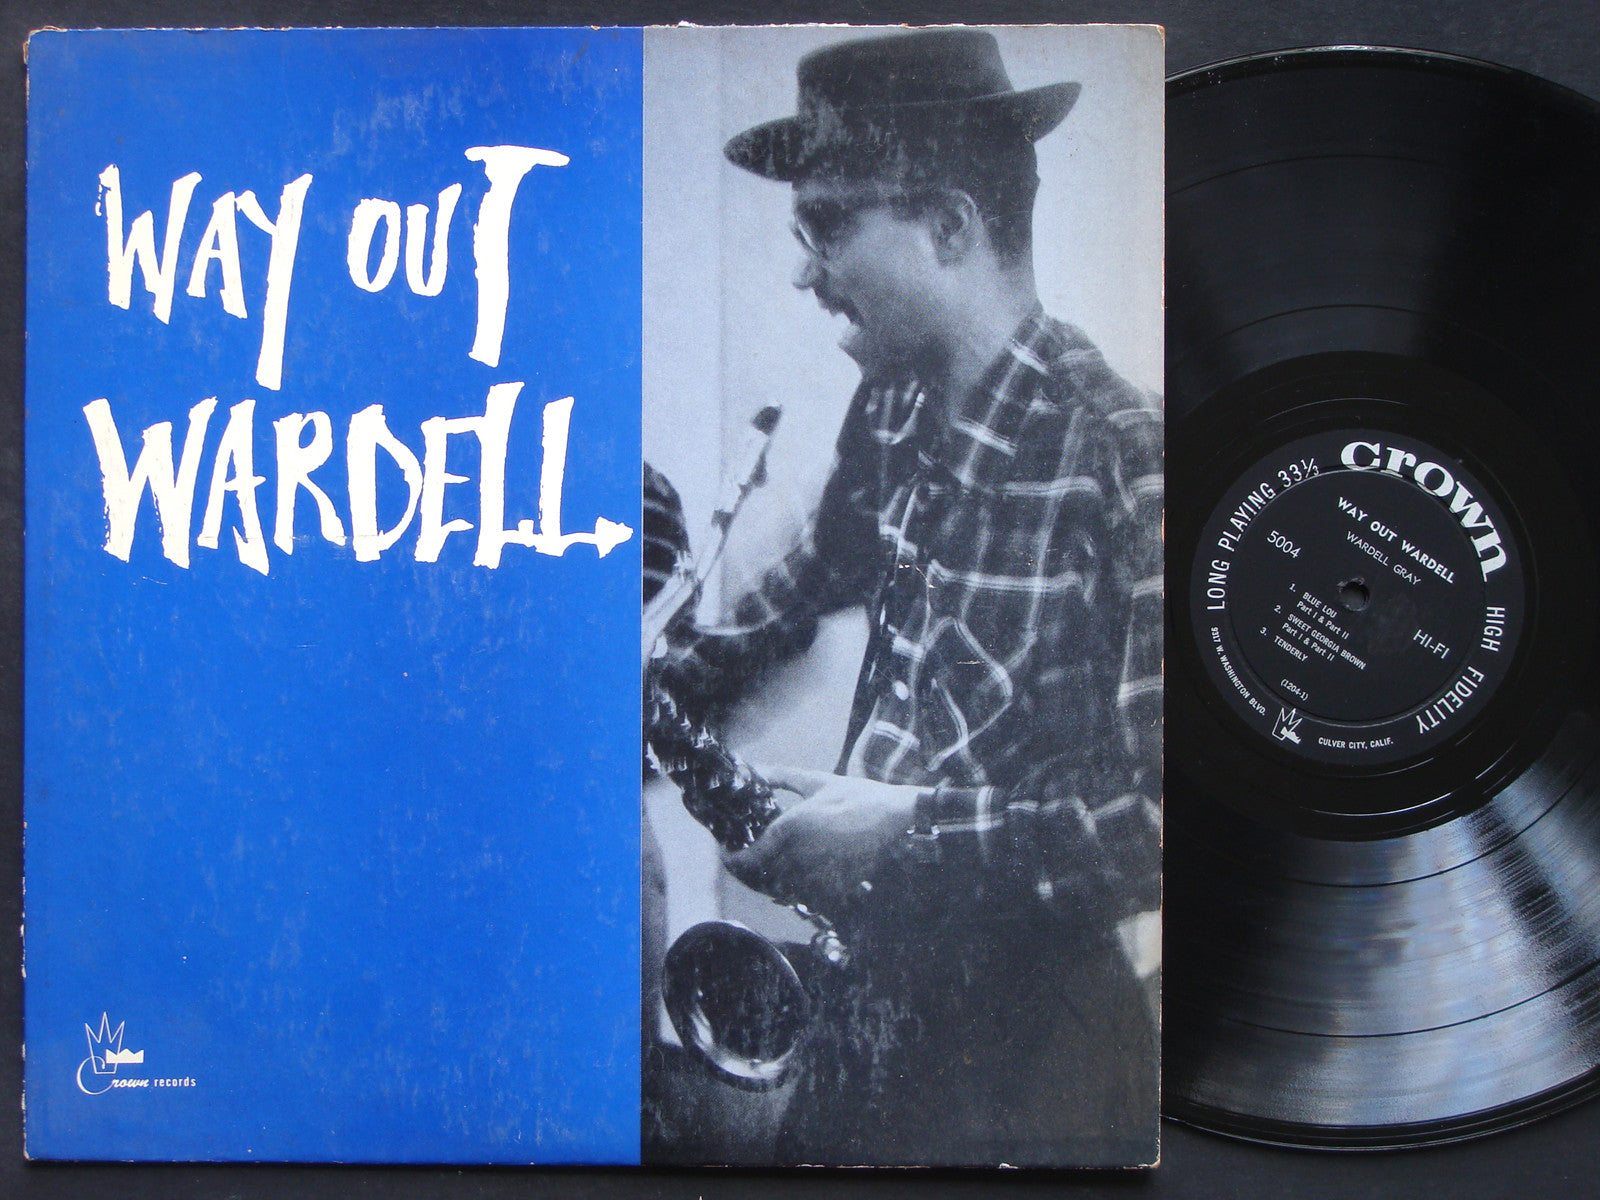 WAY OUT
WARDELL
Crown records
crown
LONG PLAYING 33⅓
HIGH FIDELITY
WAY OUT WARDELL
WARDELL GRAY
5004
HI-FI
1. BLUE LOU
Part I & Part II
2. SWEET GEORGIA BROWN
Part I & Part II
3. TENDERLY
(1204-1)
9317 W. WASHINGTON BLVD.
CULVER CITY, CALIF.